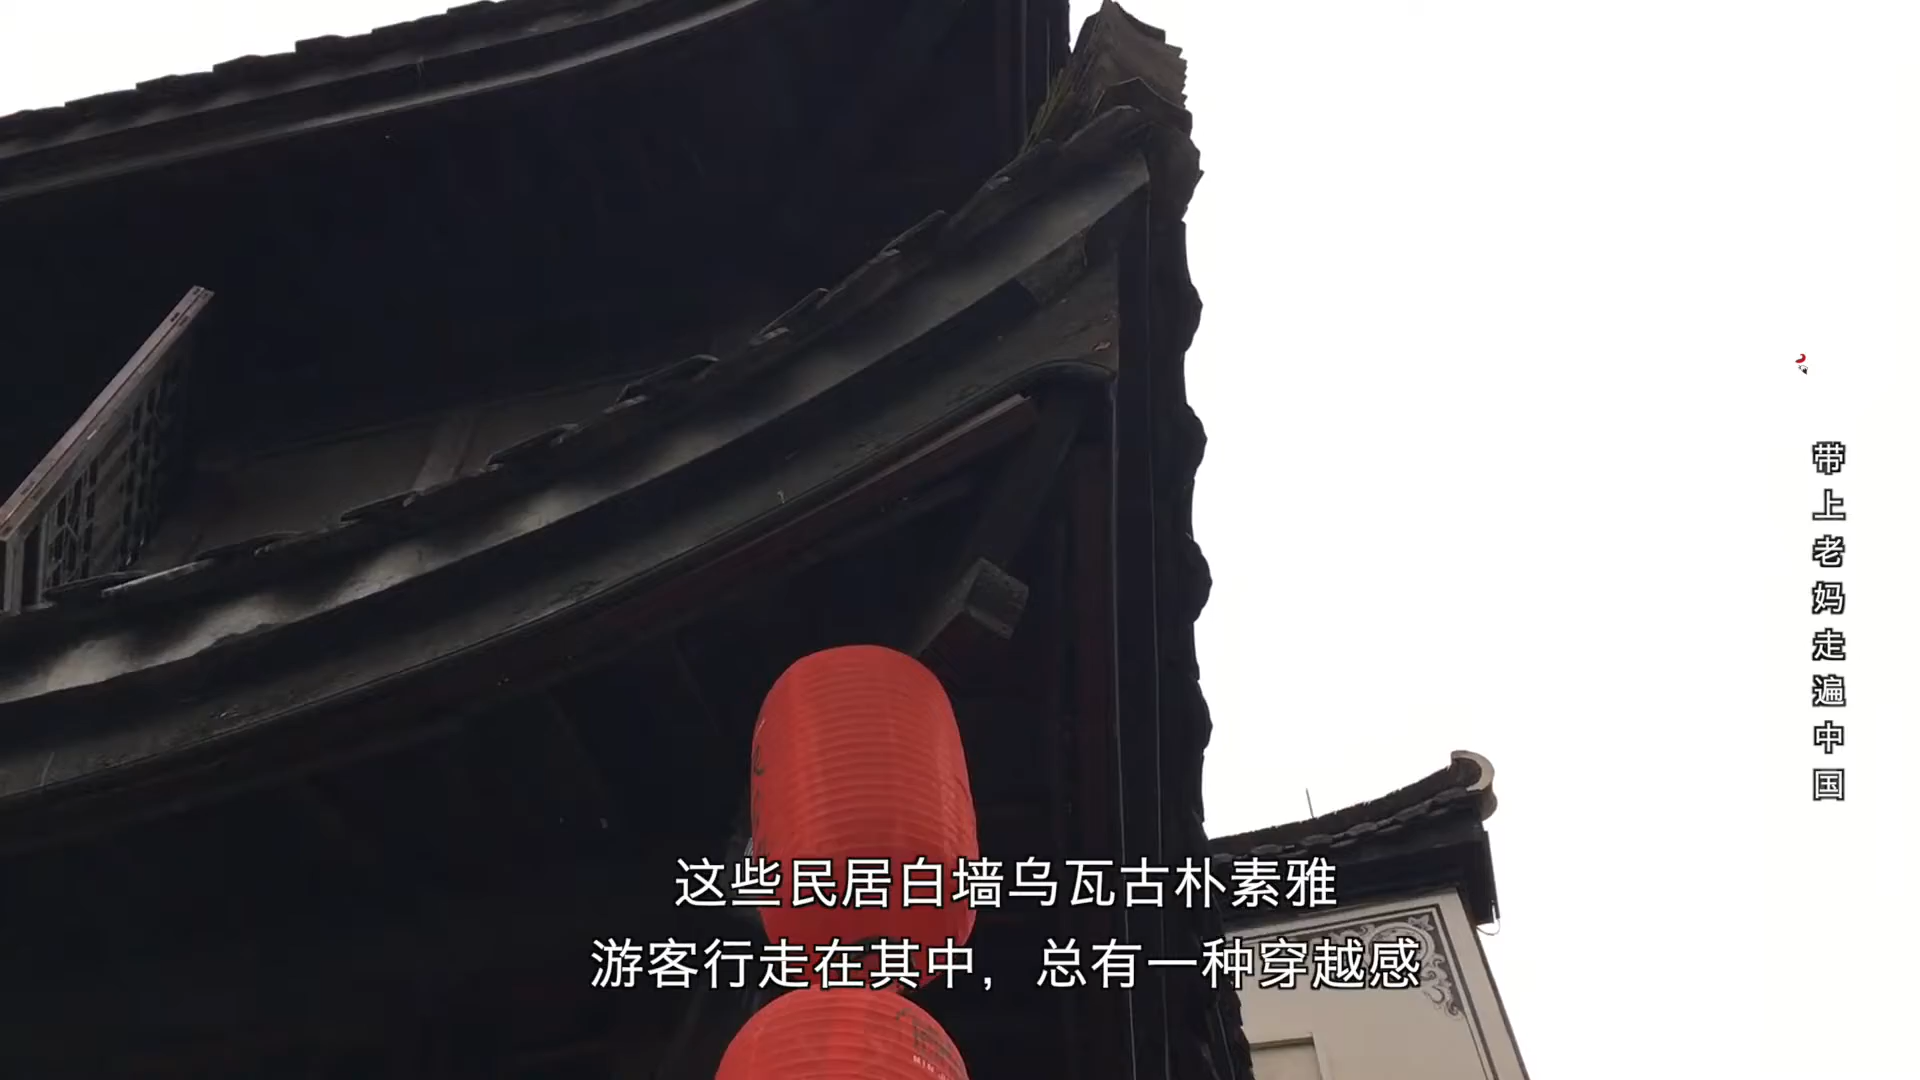 带上老妈走遍中国
这些民居白墙乌瓦古朴素雅
游客行走在其中，总有一种穿越感